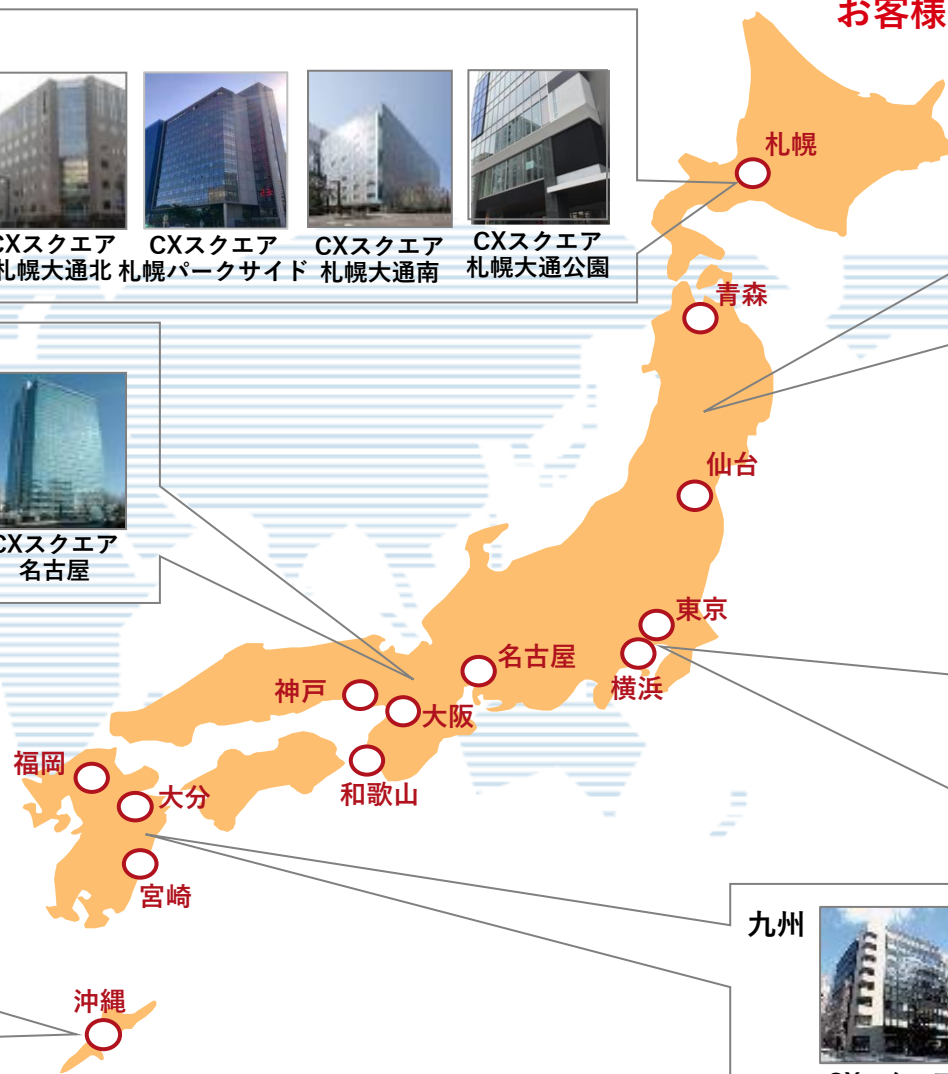 お客様
札幌
CXスクエア
札幌大通北
CXスクエア
札幌パークサイド
CXスクエア
札幌大通南
CXスクエア
札幌大通公園
青森
仙台
CXスクエア
名古屋
東京
名古屋
横浜
神戸
大阪
福岡
和歌山
大分
宮崎
九州
沖縄